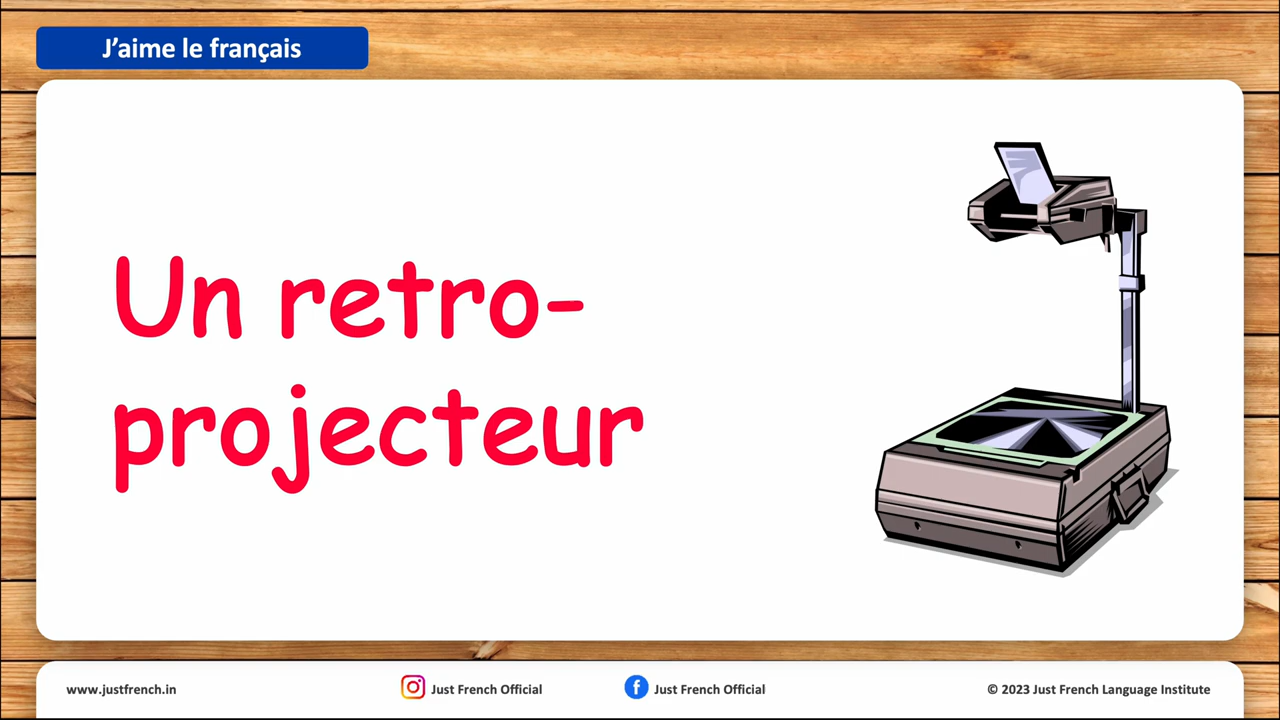 J’aime le français
Un retro-
projecteur
www.justfrench.in
Just French Official
Just French Official
© 2023 Just French Language Institute